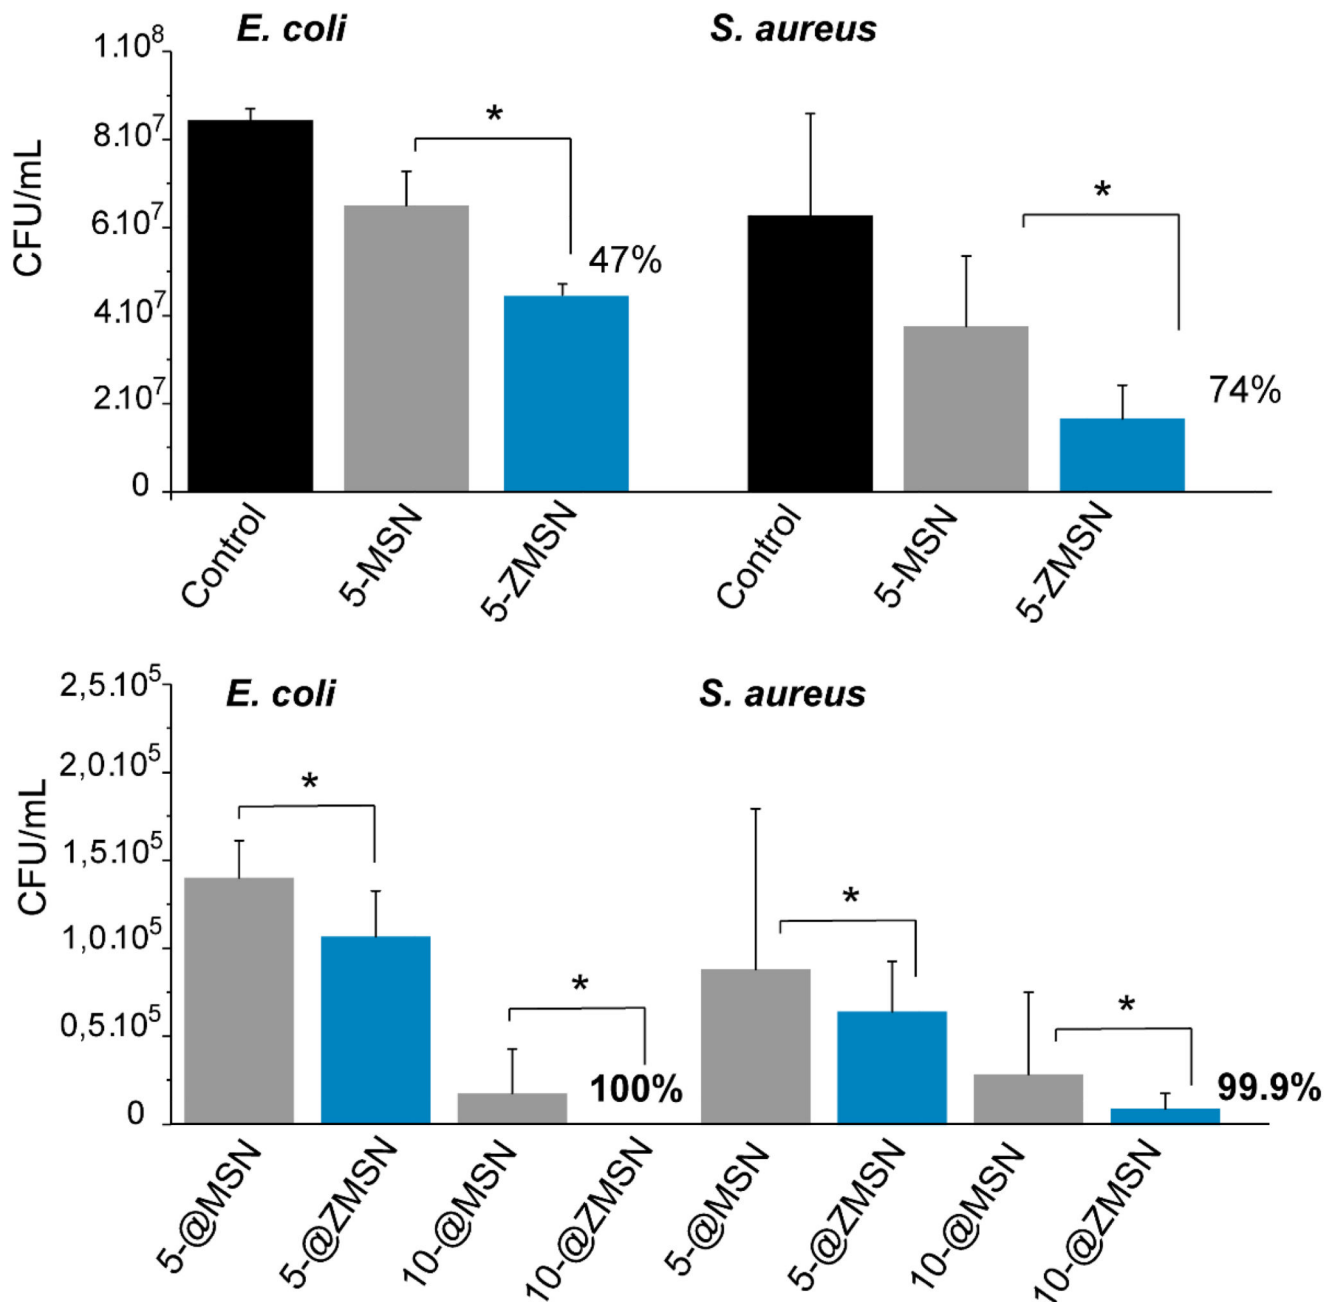 E. coli
S. aureus
CFU/mL
1.10⁸
8.10⁷
6.10⁷
4.10⁷
2.10⁷
0
*
47%
*
74%
Control
5-MSN
5-ZMSN
Control
5-MSN
5-ZMSN
E. coli
S. aureus
CFU/mL
2,5.10⁵
2,0.10⁵
1,5.10⁵
1,0.10⁵
0,5.10⁵
0
*
*
100%
*
*
99.9%
5-@MSN
5-@ZMSN
10-@MSN
10-@ZMSN
5-@MSN
5-@ZMSN
10-@MSN
10-@ZMSN